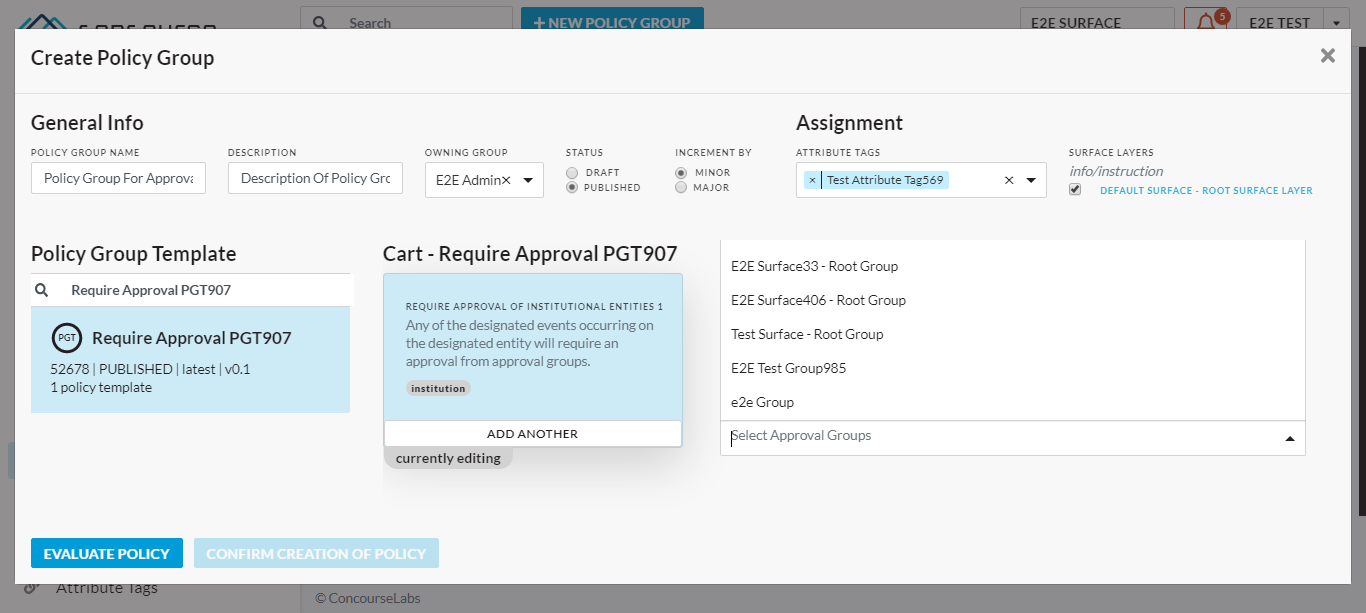 Search
+ NEW POLICY GROUP
E2E SURFACE
5
E2E TEST
Create Policy Group
General Info
Assignment
POLICY GROUP NAME
DESCRIPTION
OWNING GROUP
STATUS
INCREMENT BY
ATTRIBUTE TAGS
SURFACE LAYERS
Policy Group For Approva
Description Of Policy Grc
E2E Admin×
DRAFT
PUBLISHED
MINOR
MAJOR
× Test Attribute Tag569 ×
info/instruction
DEFAULT SURFACE - ROOT SURFACE LAYER
Policy Group Template
Require Approval PGT907
PGT Require Approval PGT907
52678 | PUBLISHED | latest | v0.1
1 policy template
Cart - Require Approval PGT907
REQUIRE APPROVAL OF INSTITUTIONAL ENTITIES 1
Any of the designated events occurring on
the designated entity will require an
approval from approval groups.
institution
ADD ANOTHER
currently editing
E2E Surface33 - Root Group
E2E Surface406 - Root Group
Test Surface - Root Group
E2E Test Group985
e2e Group
Select Approval Groups
EVALUATE POLICY
CONFIRM CREATION OF POLICY
Attribute Tags
© ConcourseLabs